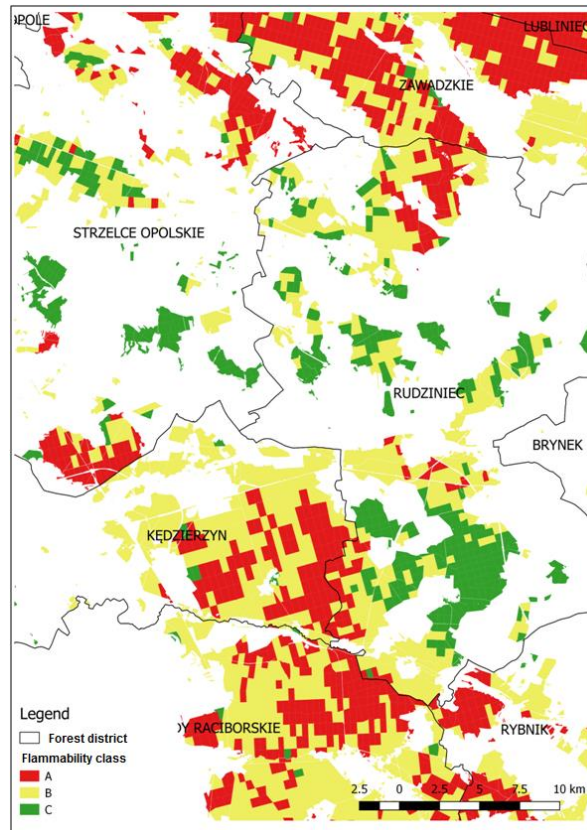 OPOLE
LUBLINIEC
ZAWADZKIE
STRZELCE OPOLSKIE
RUDZINIEC
BRYNEK
KĘDZIERZYN
DY RACIBORSKIE
RYBNIK
Legend
Forest district
Flammability class
A
B
C
2.5 0 2.5 5 7.5 10 km